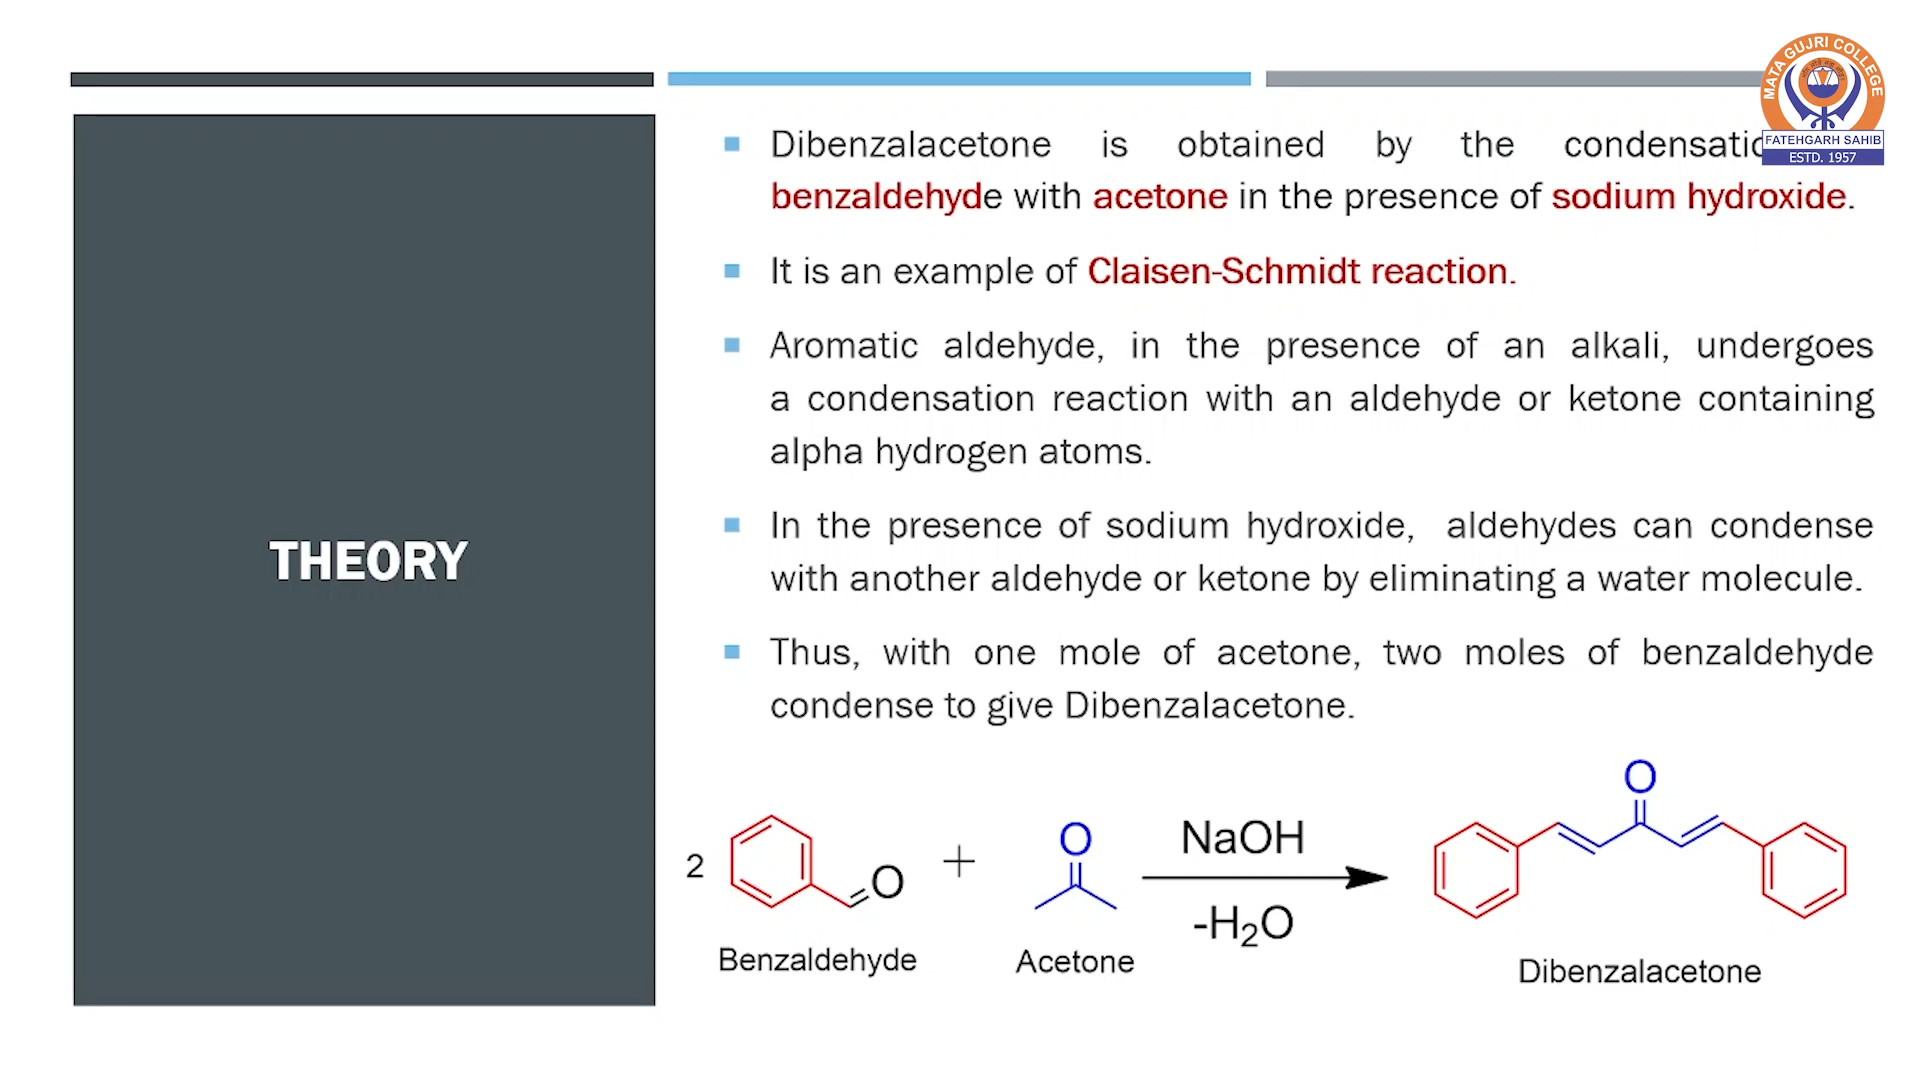 MATA GUJRI COLLEGE
FATEHGARH SAHIB
ESTD. 1957
THEORY
Dibenzalacetone is obtained by the
benzaldehyde with acetone in the presence of sodium hydroxide.
It is an example of Claisen-Schmidt reaction.
Aromatic aldehyde, in the presence of an alkali, undergoes
a condensation reaction with an aldehyde or ketone containing
alpha hydrogen atoms.
In the presence of sodium hydroxide, aldehydes can condense
with another aldehyde or ketone by eliminating a water molecule.
Thus, with one mole of acetone, two moles of benzaldehyde
condense to give Dibenzalacetone.
2
O
+
O
NaOH
-H₂O
O
Benzaldehyde
Acetone
Dibenzalacetone